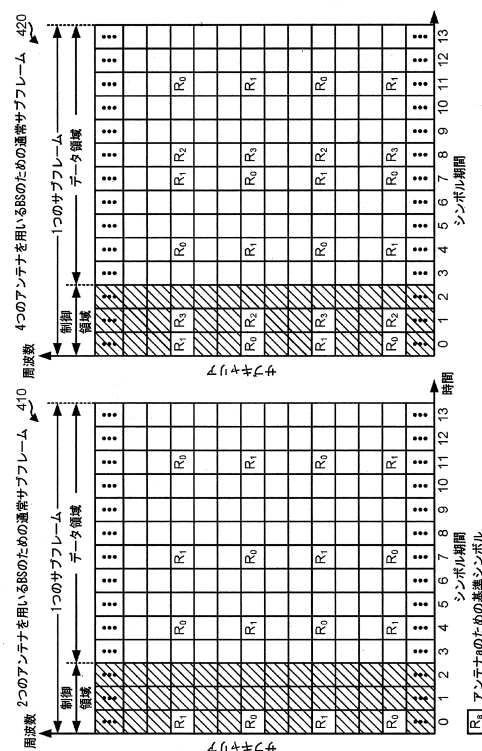 周波数 2つのアンテナを用いるBSのための通常サブフレーム 410
1つのサブフレーム
制御領域
データ領域
サブキャリア
... ... ... ... ... ... ... ... ... ... ... ... ... ...
R₁ R₀ R₁ R₀
R₀ R₁ R₀ R₁
R₁ R₀ R₁ R₀
R₀ R₁ R₀ R₁
... ... ... ... ... ... ... ... ... ... ... ... ... ...
0 1 2 3 4 5 6 7 8 9 10 11 12 13 時間
シンボル期間
Rₐ アンテナaのための基準シンボル
周波数 4つのアンテナを用いるBSのための通常サブフレーム 420
1つのサブフレーム
制御領域
データ領域
サブキャリア
... ... ... ... ... ... ... ... ... ... ... ... ... ...
R₁ R₃ R₀ R₁ R₂ R₀
R₀ R₂ R₁ R₀ R₃ R₁
R₁ R₃ R₀ R₁ R₂ R₀
R₀ R₂ R₁ R₀ R₃ R₁
... ... ... ... ... ... ... ... ... ... ... ... ... ...
0 1 2 3 4 5 6 7 8 9 10 11 12 13
シンボル期間